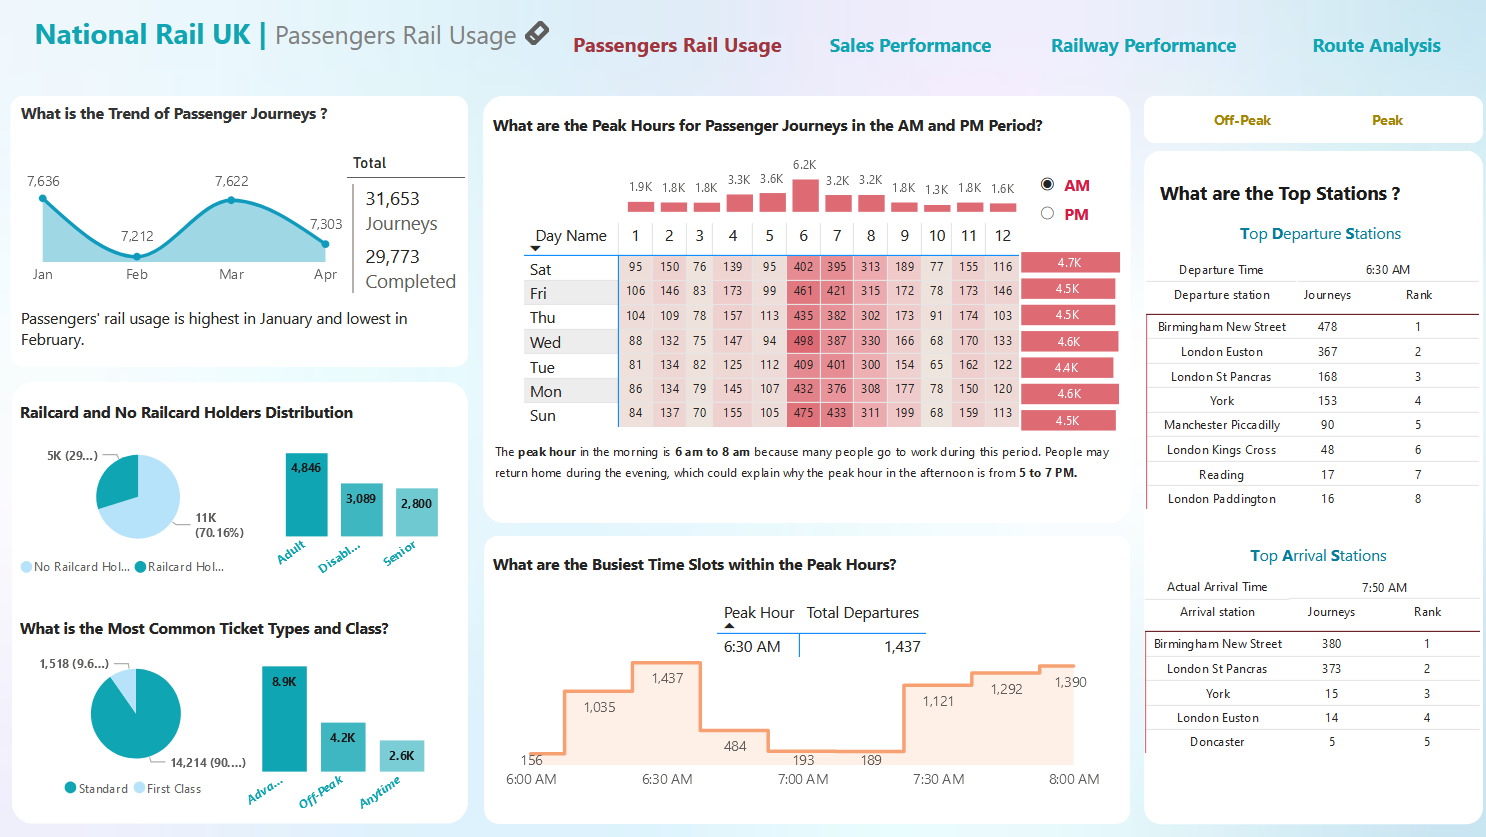 National Rail UK | Passengers Rail Usage
Passengers Rail Usage
Sales Performance
Railway Performance
Route Analysis
What is the Trend of Passenger Journeys ?
7,636
7,212
7,622
7,303
Jan
Feb
Mar
Apr
Total
31,653
Journeys
29,773
Completed
Passengers' rail usage is highest in January and lowest in
February.
Railcard and No Railcard Holders Distribution
5K (29...)
11K
(70.16%)
No Railcard Hol...
Railcard Hol...
4,846
3,089
2,800
Adult
Disabl...
Senior
What is the Most Common Ticket Types and Class?
1,518 (9.6...)
14,214 (90....)
Standard
First Class
8.9K
4.2K
2.6K
Adva...
Off-Peak
Anytime
What are the Peak Hours for Passenger Journeys in the AM and PM Period?
1.9K 1.8K 1.8K 3.3K 3.6K 6.2K 3.2K 3.2K 1.8K 1.3K 1.8K 1.6K
AM
PM
Day Name 1 2 3 4 5 6 7 8 9 10 11 12
Sat 95 150 76 139 95 402 395 313 189 77 155 116 4.7K
Fri 106 146 83 173 99 461 421 315 172 78 173 146 4.5K
Thu 104 109 78 157 113 435 382 302 173 91 174 103 4.5K
Wed 88 132 75 147 94 498 387 330 166 68 170 133 4.6K
Tue 81 134 82 125 112 409 401 300 154 65 162 122 4.4K
Mon 86 134 79 145 107 432 376 308 177 78 150 120 4.6K
Sun 84 137 70 155 105 475 433 311 199 68 159 113 4.5K
The peak hour in the morning is 6 am to 8 am because many people go to work during this period. People may
return home during the evening, which could explain why the peak hour in the afternoon is from 5 to 7 PM.
What are the Busiest Time Slots within the Peak Hours?
Peak Hour Total Departures
6:30 AM 1,437
156
1,035
1,437
484
193
189
1,121
1,292
1,390
6:00 AM
6:30 AM
7:00 AM
7:30 AM
8:00 AM
Off-Peak
Peak
What are the Top Stations ?
Top Departure Stations
Departure Time 6:30 AM
Departure station Journeys Rank
Birmingham New Street 478 1
London Euston 367 2
London St Pancras 168 3
York 153 4
Manchester Piccadilly 90 5
London Kings Cross 48 6
Reading 17 7
London Paddington 16 8
Top Arrival Stations
Actual Arrival Time 7:50 AM
Arrival station Journeys Rank
Birmingham New Street 380 1
London St Pancras 373 2
York 15 3
London Euston 14 4
Doncaster 5 5